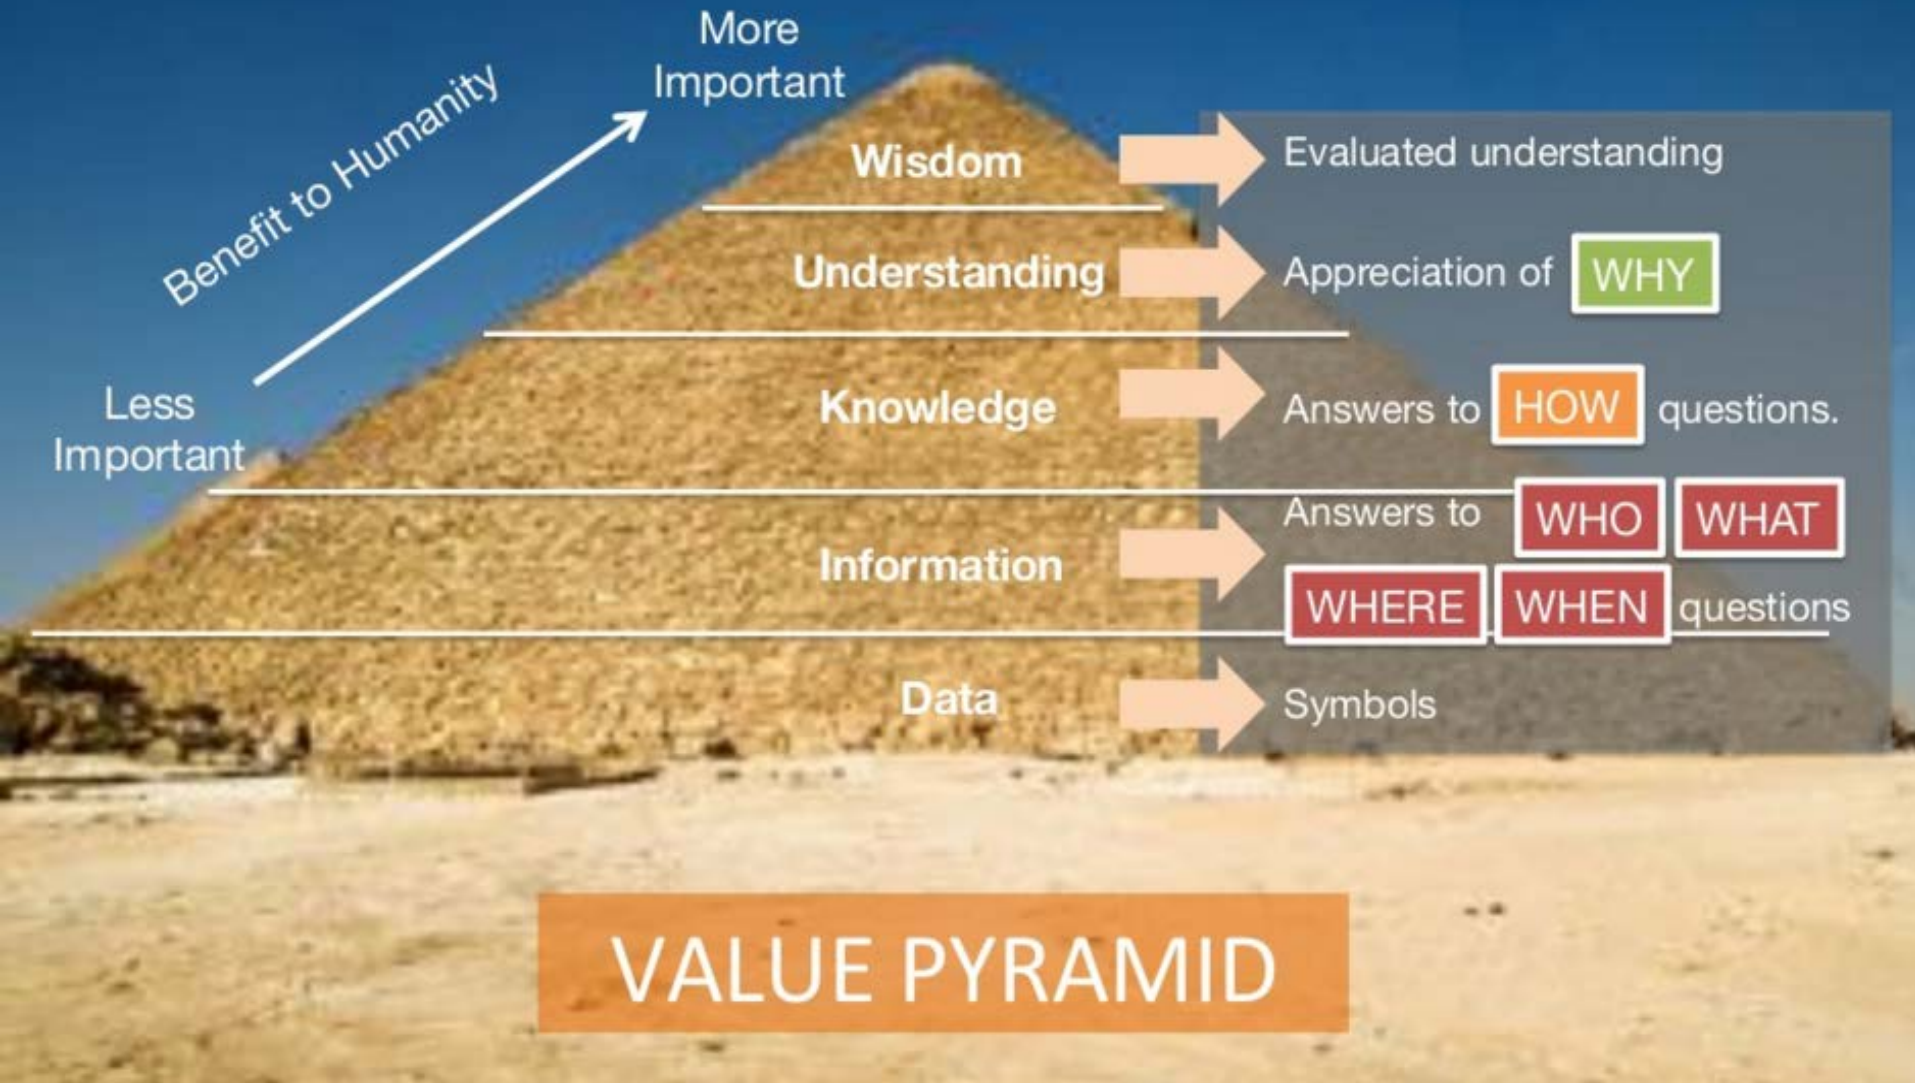 More
Important
Benefit to Humanity
Less
Important
Wisdom
Evaluated understanding
Understanding
Appreciation of WHY
Knowledge
Answers to HOW questions.
Information
Answers to WHO WHAT
WHERE WHEN questions
Data
Symbols
VALUE PYRAMID